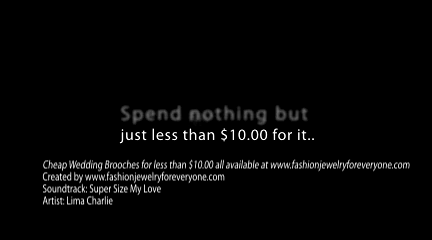 Spend nothing but
just less than $10.00 for it..
Cheap Wedding Brooches for less than $10.00 all available at www.fashionjewelryforeveryone.com
Created by www.fashionjewelryforeveryone.com
Soundtrack: Super Size My Love
Artist: Lima Charlie